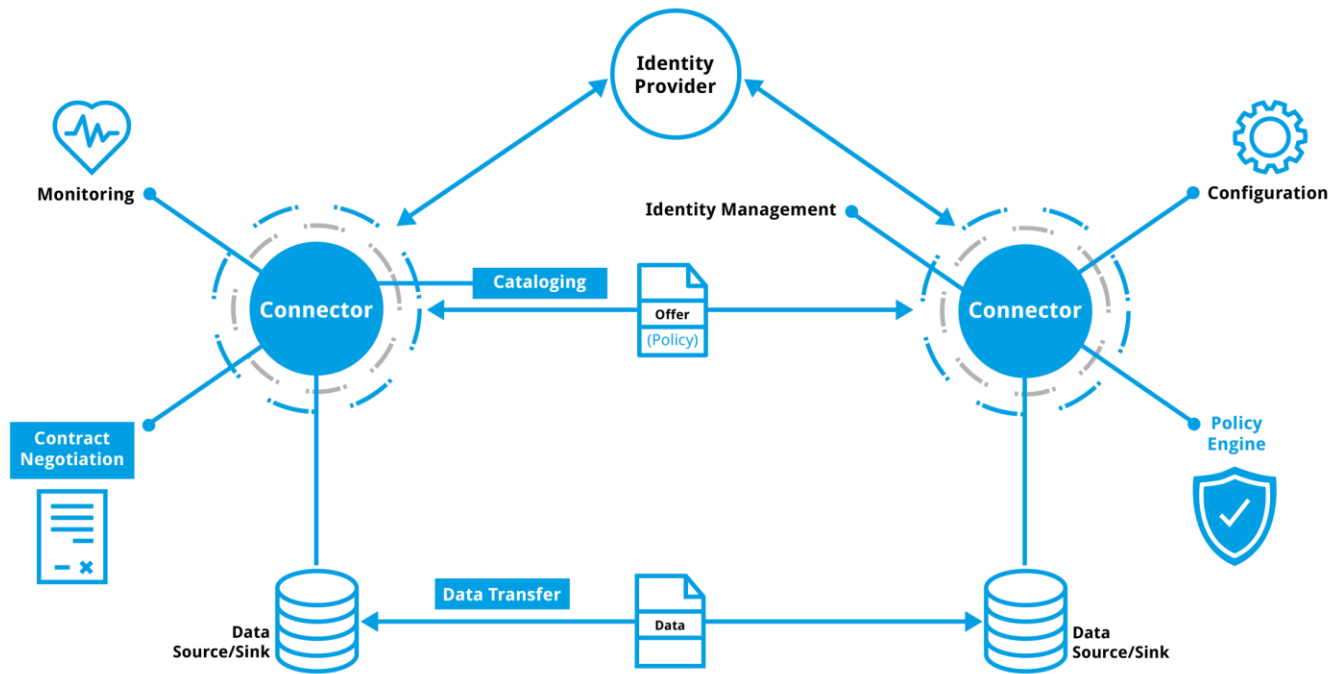 Identity
Provider
Monitoring
Configuration
Identity Management
Cataloging
Connector
Offer
(Policy)
Connector
Contract
Negotiation
Policy
Engine
Data Transfer
Data
Source/Sink
Data
Data
Source/Sink